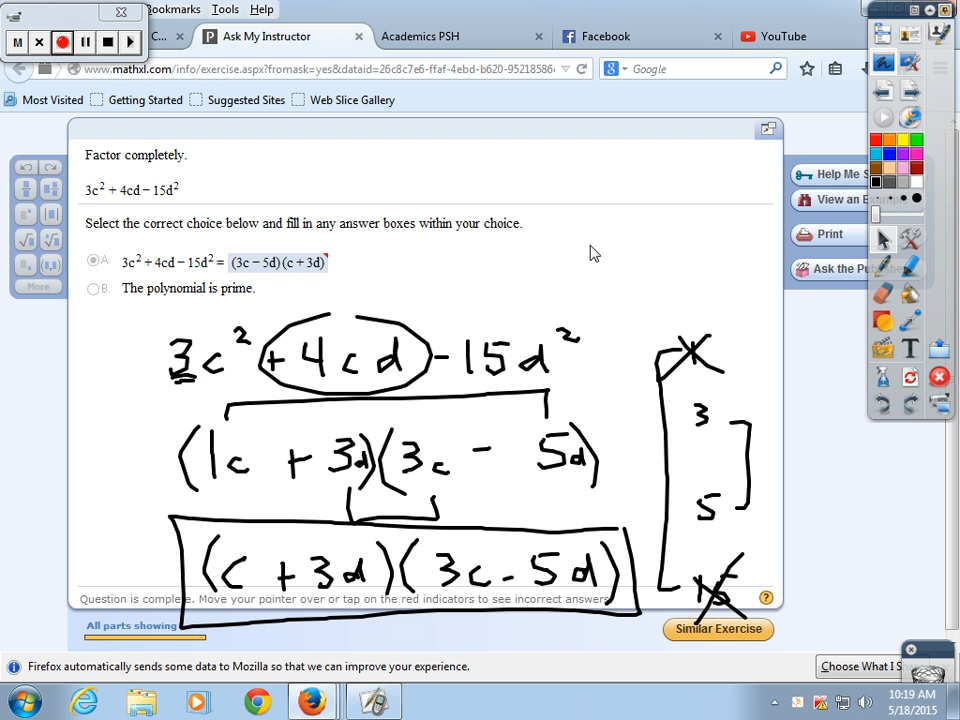 Bookmarks Tools Help
M
C...
Ask My Instructor
Academics PSH
Facebook
YouTube
www.mathxl.com/info/exercise.aspx?fromask=yes&dataid=26c8c7e6-ffaf-4ebd-b620-95218586
Google
Most Visited Getting Started Suggested Sites Web Slice Gallery
Factor completely.
3c² + 4cd − 15d²
Select the correct choice below and fill in any answer boxes within your choice.
A. 3c² + 4cd − 15d² = (3c − 5d)(c + 3d)
B. The polynomial is prime.
More
Help Me S
View an Ex
Print
Ask the Pu
3c² + 4cd - 15d²
(1c + 3d)(3c - 5d)
(c + 3d)(3c - 5d)
3
5
15
Question is complete. Move your pointer over or tap on the red indicators to see incorrect answers
All parts showing
Similar Exercise
Firefox automatically sends some data to Mozilla so that we can improve your experience.
Choose What I S
10:19 AM
5/18/2015